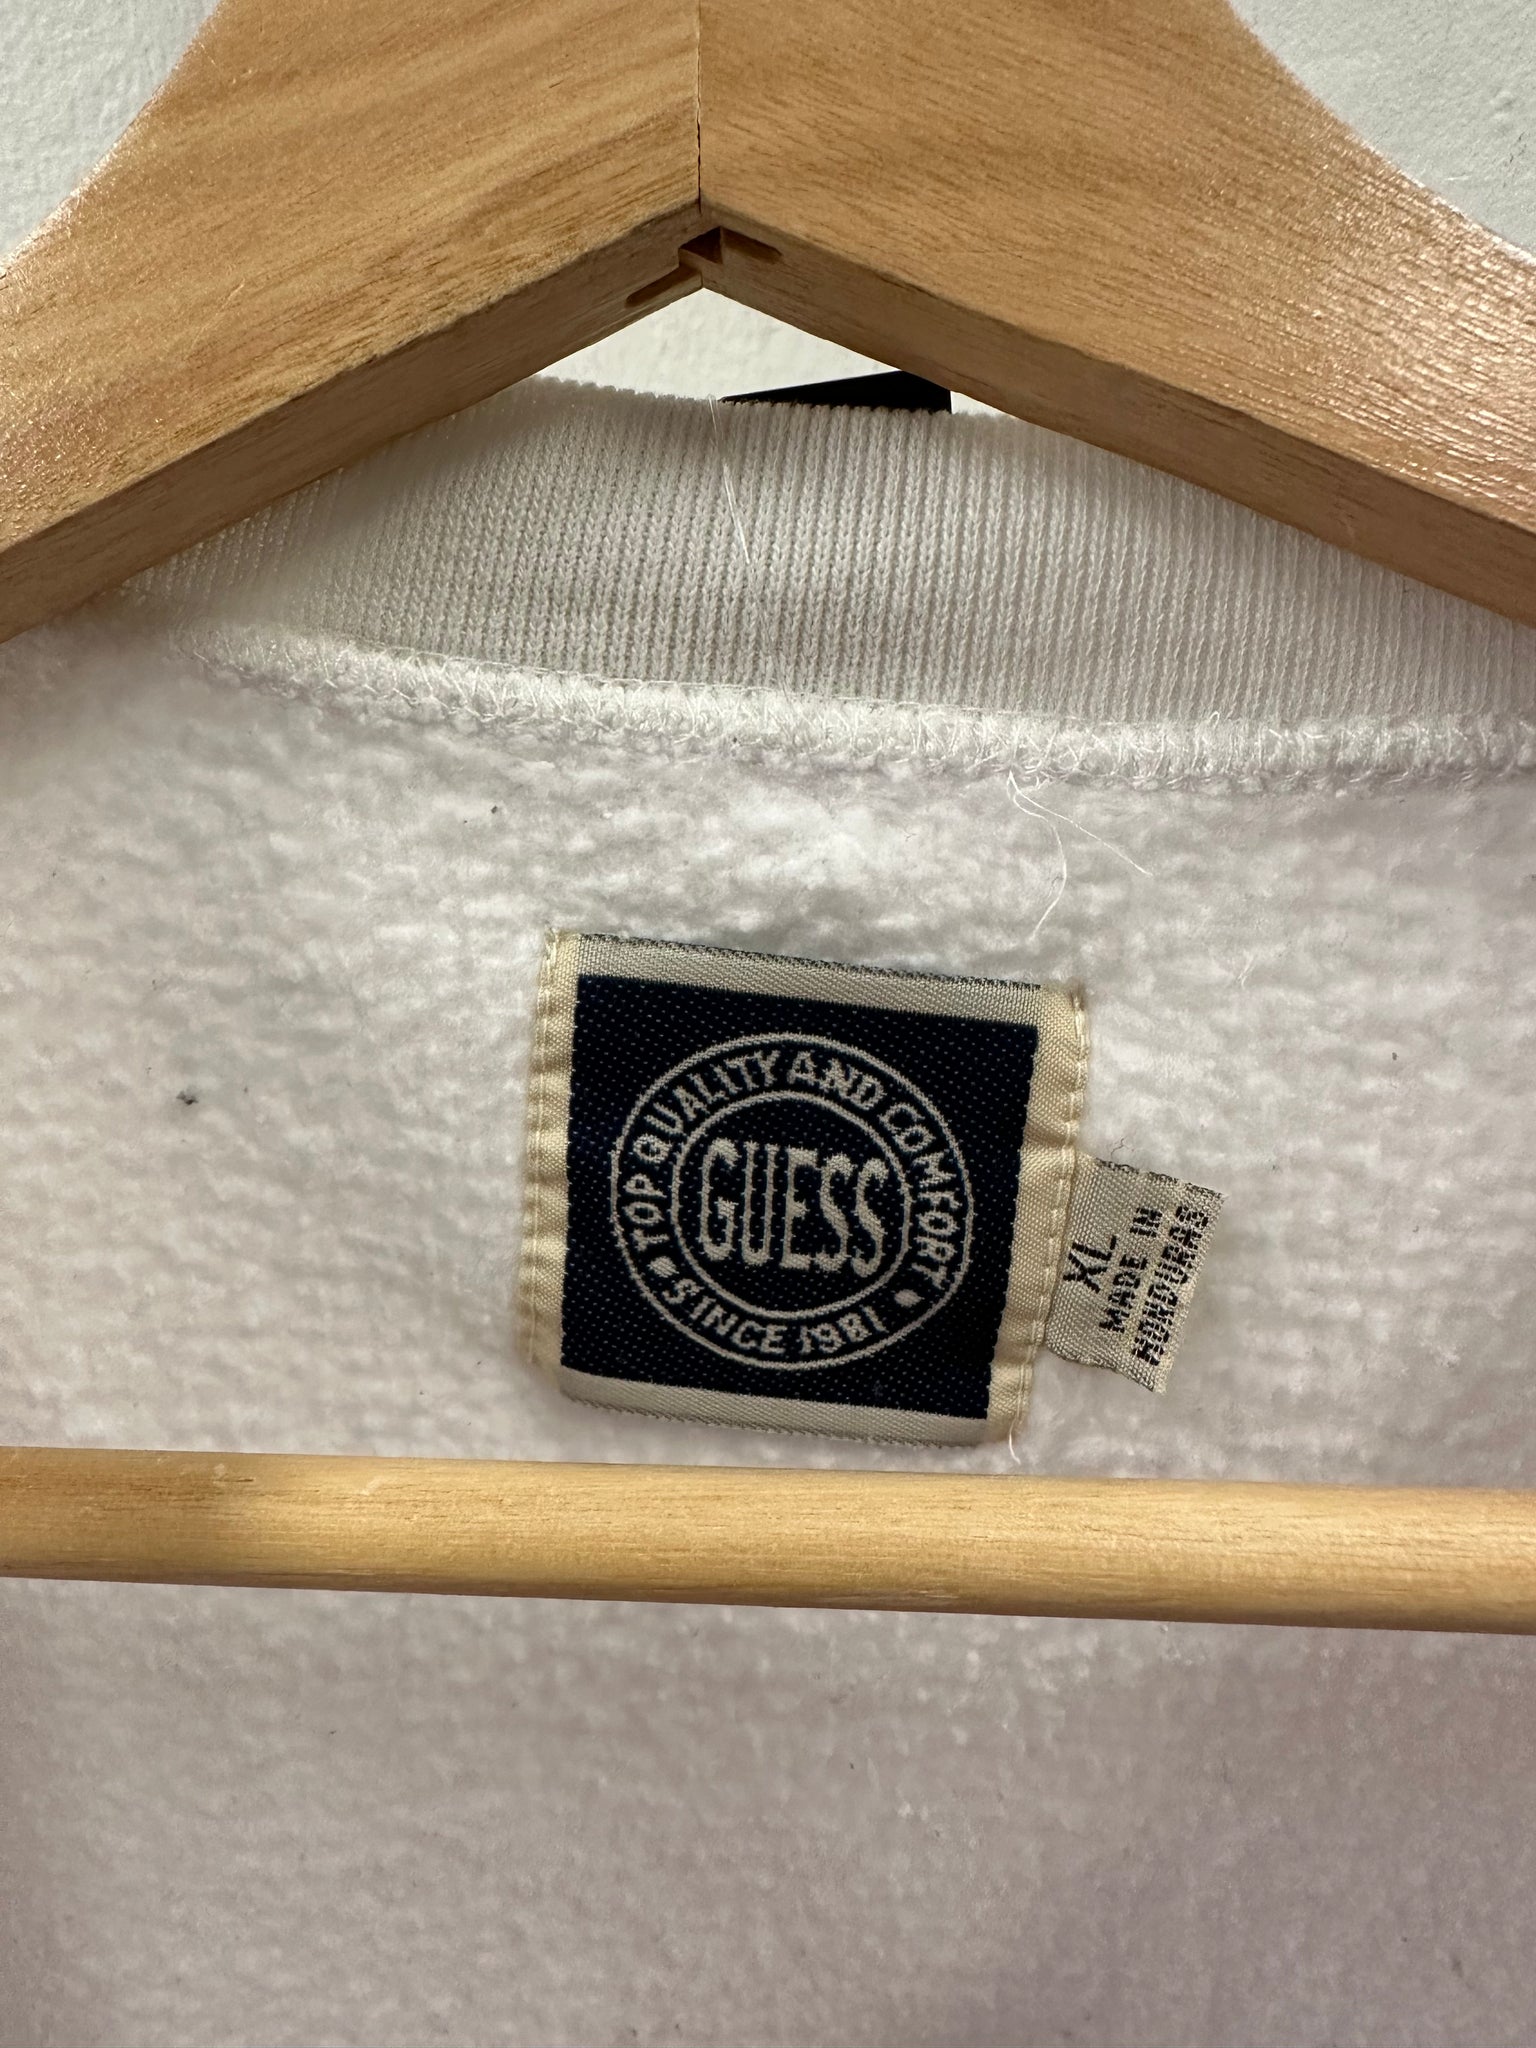 TOP QUALITY AND COMFORT
GUESS
• SINCE 1981 •
XL
MADE IN
HONDURAS